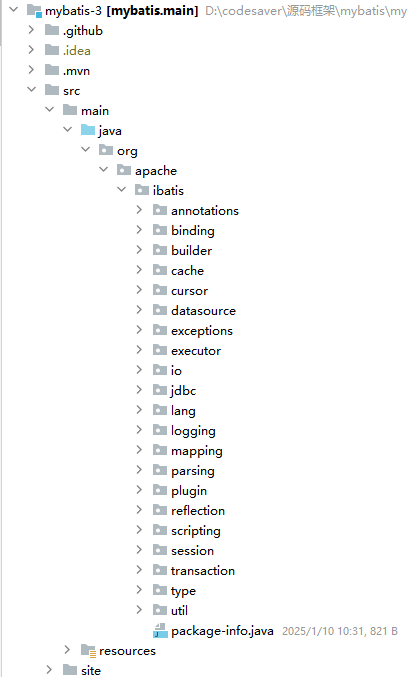 mybatis-3 [mybatis.main] D:\codesaver\源码框架\mybatis\my
.github
.idea
.mvn
src
main
java
org
apache
ibatis
annotations
binding
builder
cache
cursor
datasource
exceptions
executor
io
jdbc
lang
logging
mapping
parsing
plugin
reflection
scripting
session
transaction
type
util
package-info.java 2025/1/10 10:31, 821 B
resources
site